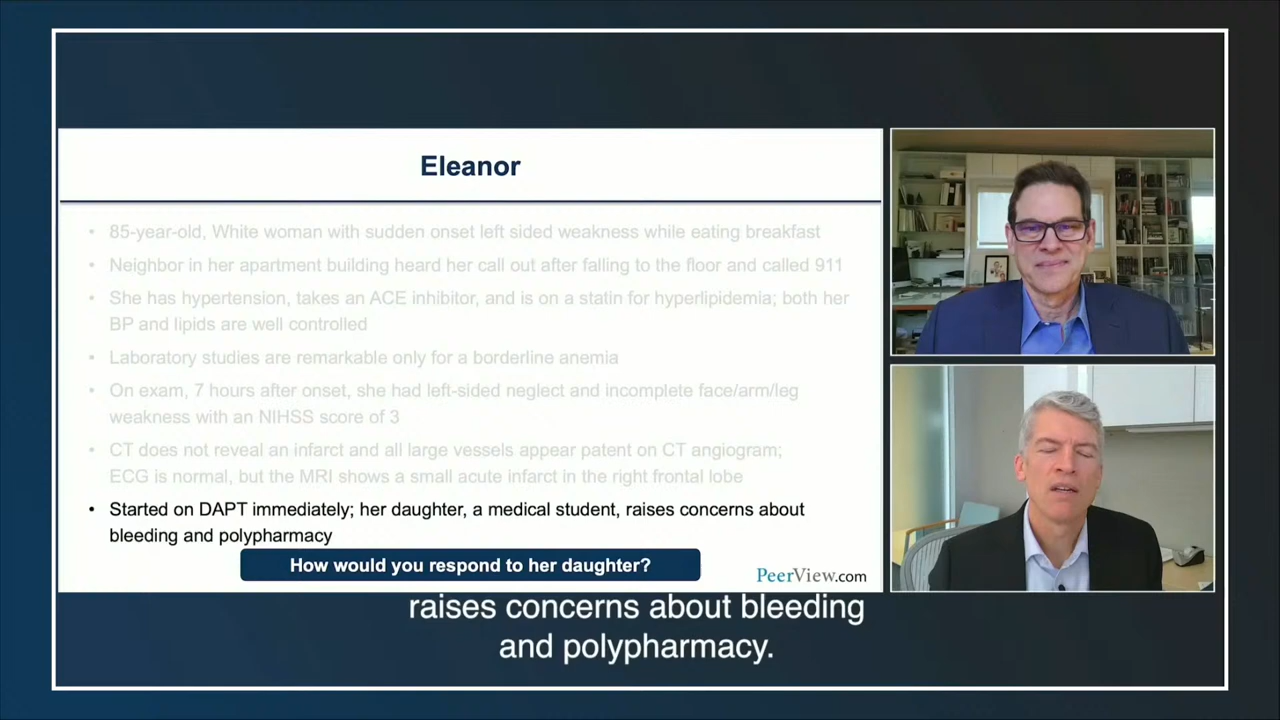 Eleanor
• 85-year-old, White woman with sudden onset left sided weakness while eating breakfast
• Neighbor in her apartment building heard her call out after falling to the floor and called 911
• She has hypertension, takes an ACE inhibitor, and is on a statin for hyperlipidemia; both her
BP and lipids are well controlled
• Laboratory studies are remarkable only for a borderline anemia
• On exam, 7 hours after onset, she had left-sided neglect and incomplete face/arm/leg
weakness with an NIHSS score of 3
• CT does not reveal an infarct and all large vessels appear patent on CT angiogram;
ECG is normal, but the MRI shows a small acute infarct in the right frontal lobe
• Started on DAPT immediately; her daughter, a medical student, raises concerns about
bleeding and polypharmacy
How would you respond to her daughter?
PeerView.com
raises concerns about bleeding
and polypharmacy.